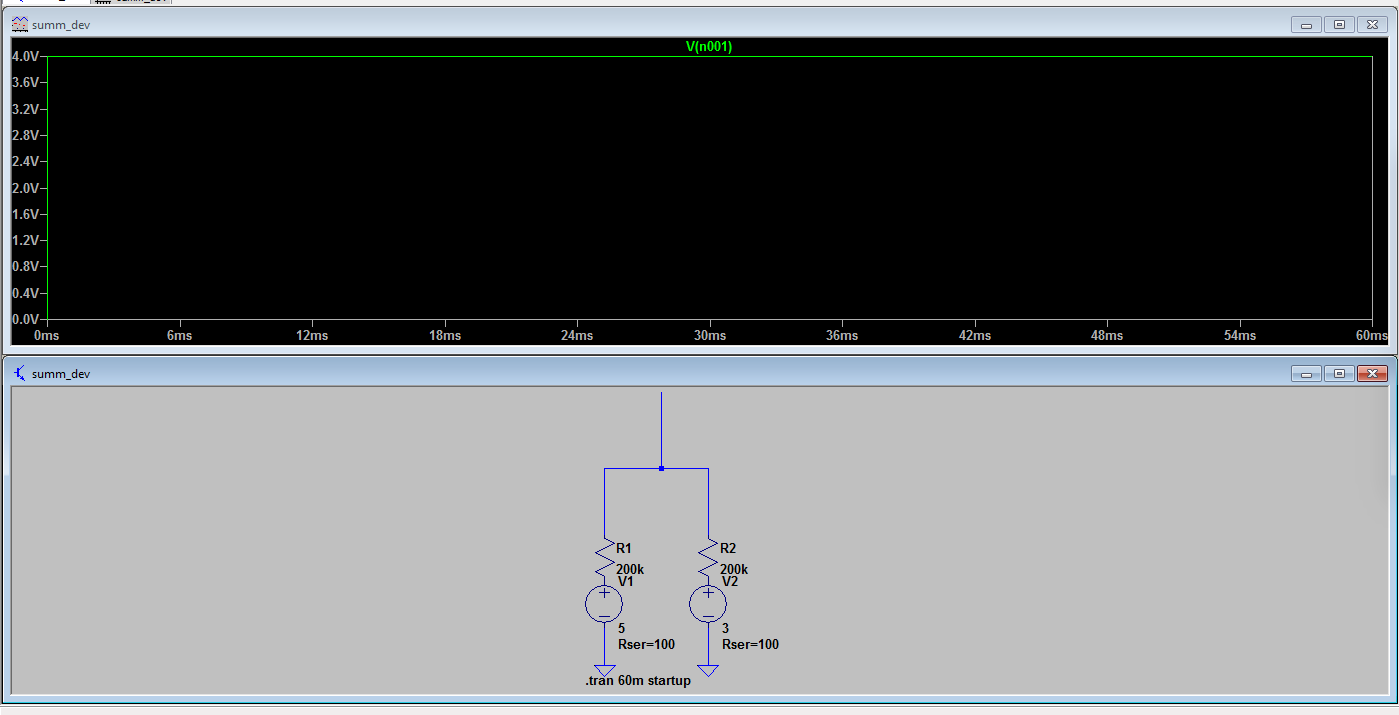 summ_dev
V(n001)
4.0V
3.6V
3.2V
2.8V
2.4V
2.0V
1.6V
1.2V
0.8V
0.4V
0.0V
0ms 6ms 12ms 18ms 24ms 30ms 36ms 42ms 48ms 54ms 60ms
summ_dev
R1 R2
200k 200k
V1 V2
5 3
Rser=100 Rser=100
.tran 60m startup